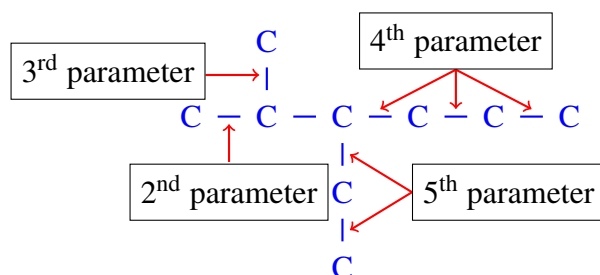 C
3rd parameter
4th parameter
C – C – C – C – C – C
2nd parameter
C
5th parameter
C